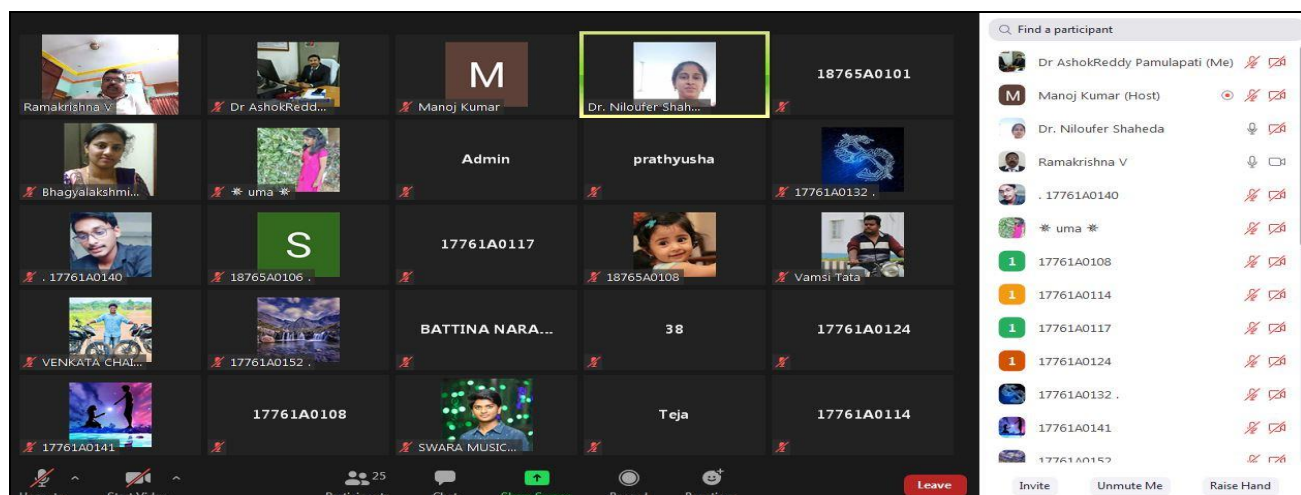 Ramakrishna V
Dr AshokRedd...
M
Manoj Kumar
Dr. Niloufer Shah...
18765A0101
Bhagyalakshmi...
⁕ uma ⁕
Admin
prathyusha
17761A0132 .
. 17761A0140
S
18765A0106 .
17761A0117
18765A0108
Vamsi Tata
VENKATA CHAI...
17761A0152 .
BATTINA NARA...
38
17761A0124
17761A0141
17761A0108
SWARA MUSIC...
Teja
17761A0114
25
Leave
Find a participant
Dr AshokReddy Pamulapati (Me)
M Manoj Kumar (Host)
Dr. Niloufer Shaheda
Ramakrishna V
. 17761A0140
⁕ uma ⁕
1 17761A0108
1 17761A0114
1 17761A0117
1 17761A0124
17761A0132 .
17761A0141
17761A0152
Invite Unmute Me Raise Hand